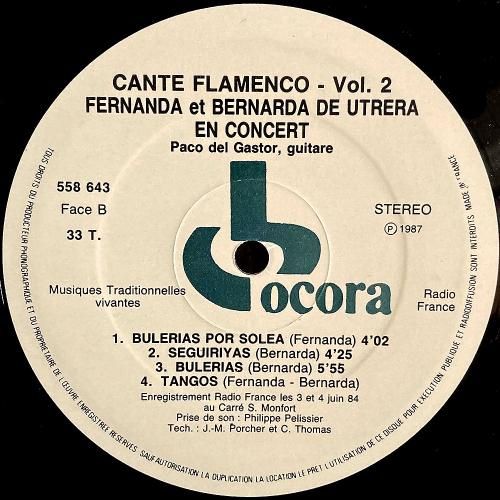 CANTE FLAMENCO - Vol. 2
FERNANDA et BERNARDA DE UTRERA
EN CONCERT
Paco del Gastor, guitare
558 643
Face B
33 T.
STEREO
℗ 1987
Musiques Traditionnelles
vivantes
ocora
Radio
France
1. BULERIAS POR SOLEA (Fernanda) 4'02
2. SEGUIRIYAS (Bernarda) 4'25
3. BULERIAS (Bernarda) 5'55
4. TANGOS (Fernanda - Bernarda)
Enregistrement Radio France les 3 et 4 juin 84
au Carré S. Monfort
Prise de son : Philippe Pelissier
Tech. : J.-M. Porcher et C. Thomas
TOUS DROITS DU PRODUCTEUR PHONOGRAPHIQUE ET DU PROPRIETAIRE DE L'ŒUVRE ENREGISTREE RESERVES SAUF AUTORISATION LA DUPLICATION LA LOCATION LE PRET L'UTILISATION DE CE DISQUE POUR EXECUTION PUBLIQUE ET RADIODIFFUSION SONT INTERDITS MADE IN FRANCE